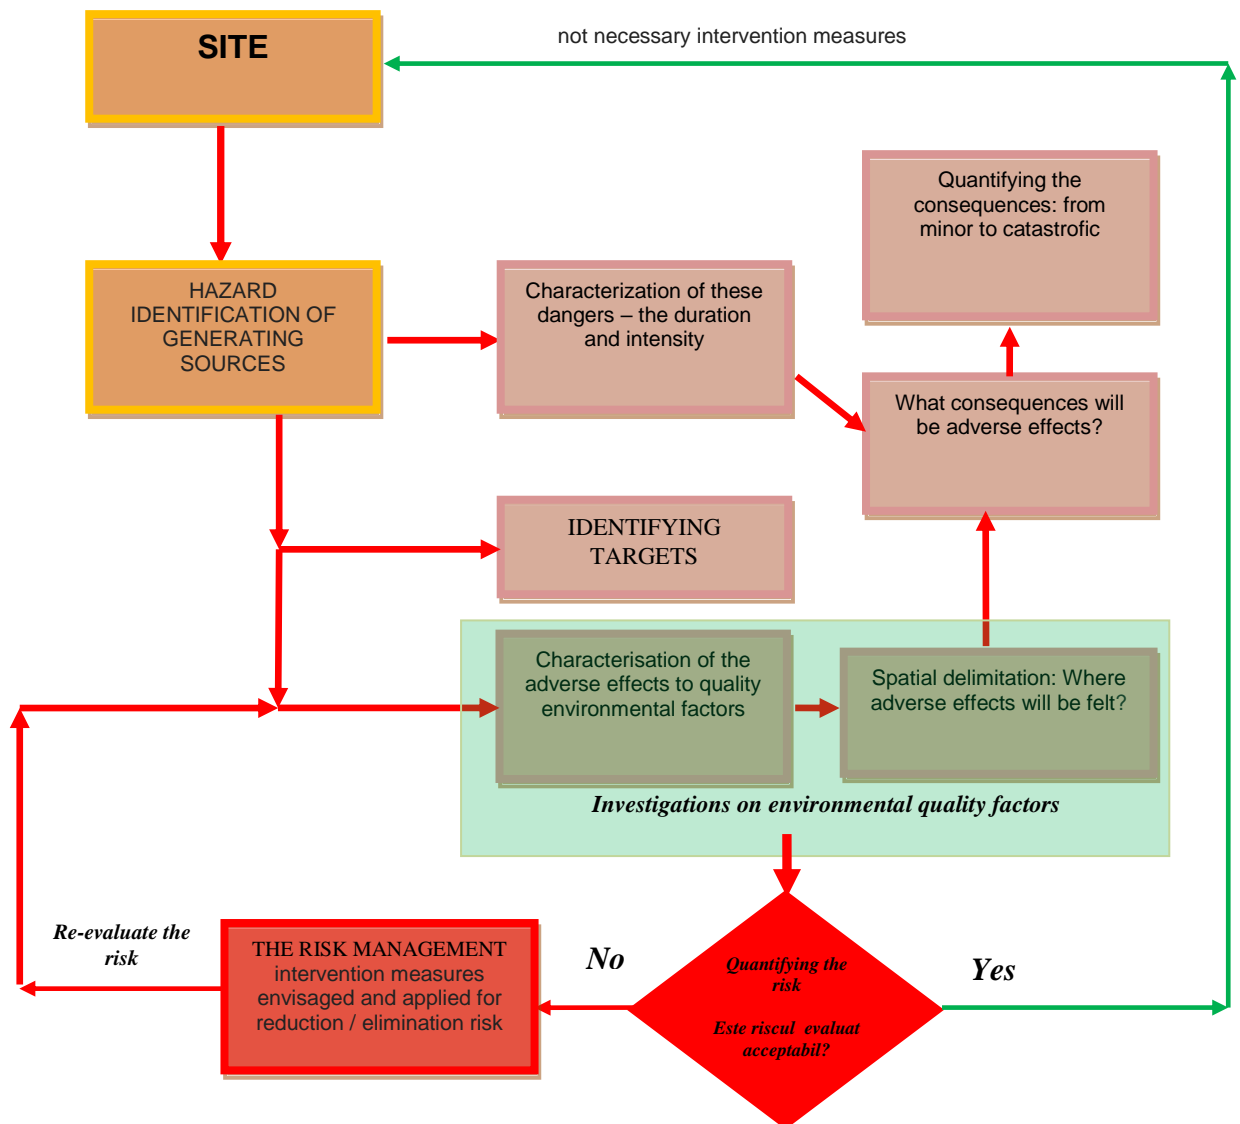 SITE
not necessary intervention measures
Quantifying the
consequences: from
minor to catastrofic
HAZARD
IDENTIFICATION OF
GENERATING
SOURCES
Characterization of these
dangers – the duration
and intensity
What consequences will
be adverse effects?
IDENTIFYING
TARGETS
Characterisation of the
adverse effects to quality
environmental factors
Spatial delimitation: Where
adverse effects will be felt?
Investigations on environmental quality factors
Re-evaluate the
risk
THE RISK MANAGEMENT
intervention measures
envisaged and applied for
reduction / elimination risk
No
Quantifying the
risk
Este riscul evaluat
acceptabil?
Yes